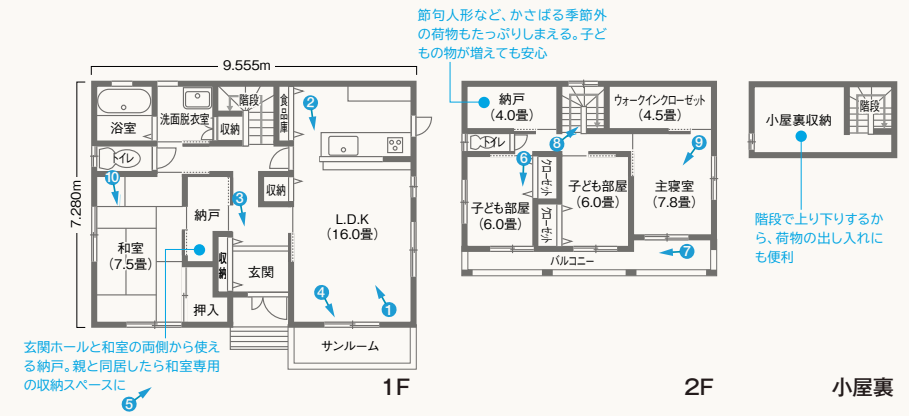 節句人形など、かさばる季節外
の荷物もたっぷりしまえる。子ど
もの物が増えても安心
9.555m
7.280m
浴室
洗面脱衣室
階段
収納
食品庫
2
トイレ
10
納戸
3
収納
和室
(7.5畳)
収納
玄関
押入
L.D.K
(16.0畳)
4
1
サンルーム
玄関ホールと和室の両側から使え
る納戸。親と同居したら和室専用
の収納スペースに
5
1F
納戸
(4.0畳)
ウォークインクローゼット
(4.5畳)
トイレ
8
9
6
クローゼット
クローゼット
子ども部屋
(6.0畳)
子ども部屋
(6.0畳)
主寝室
(7.8畳)
バルコニー
7
2F
小屋裏収納
階段
階段で上り下りするか
ら、荷物の出し入れに
も便利
小屋裏